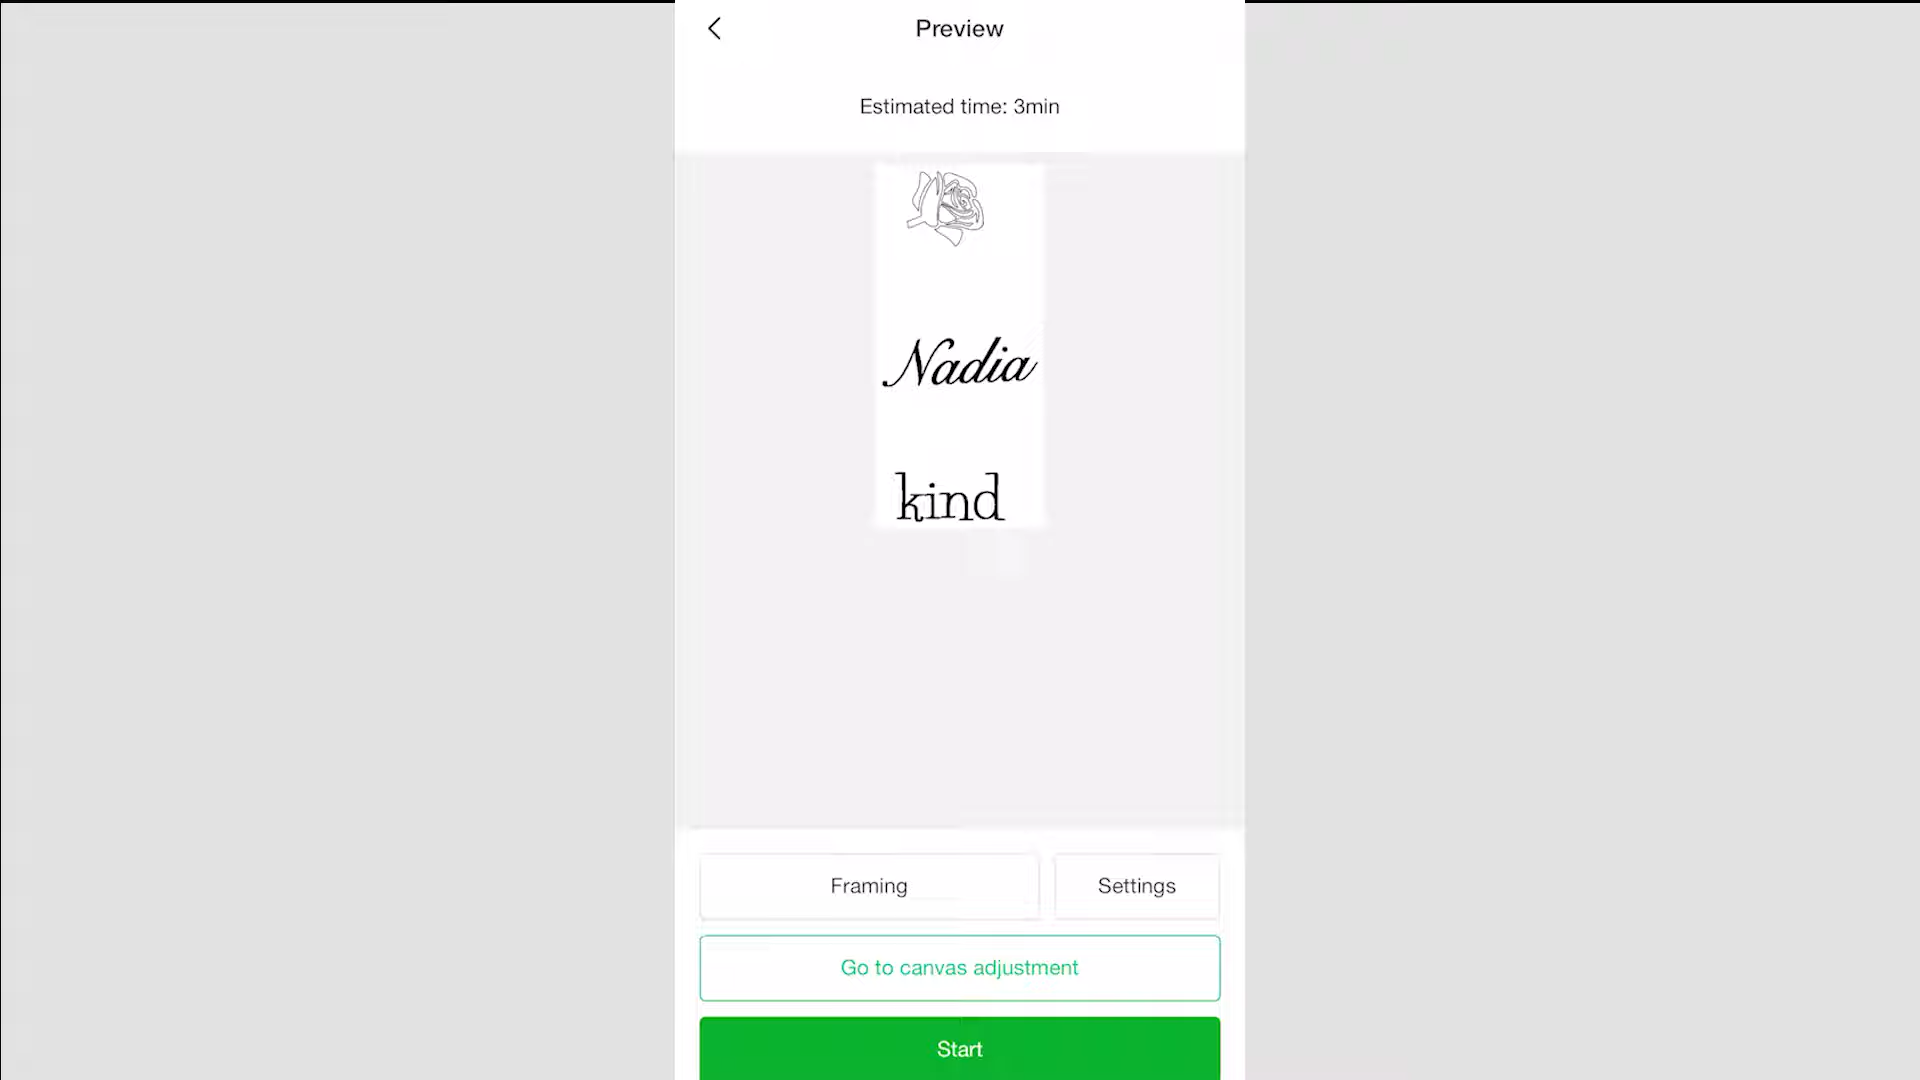 Preview
Estimated time: 3min
Nadia
kind
Framing
Settings
Go to canvas adjustment
Start